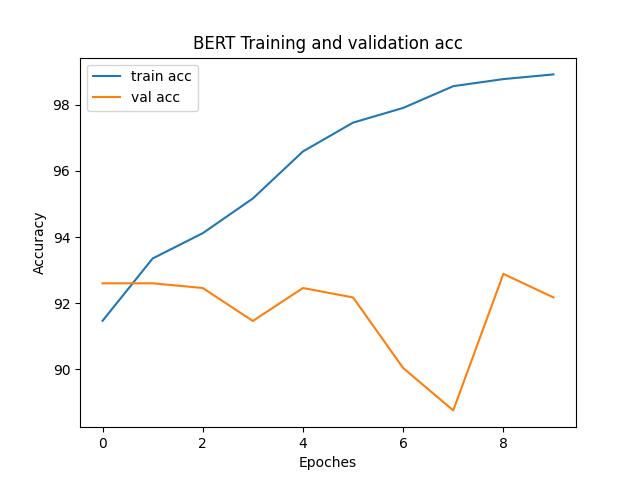 BERT Training and validation acc
train acc
val acc
98
96
94
92
90
Accuracy
0 2 4 6 8
Epoches